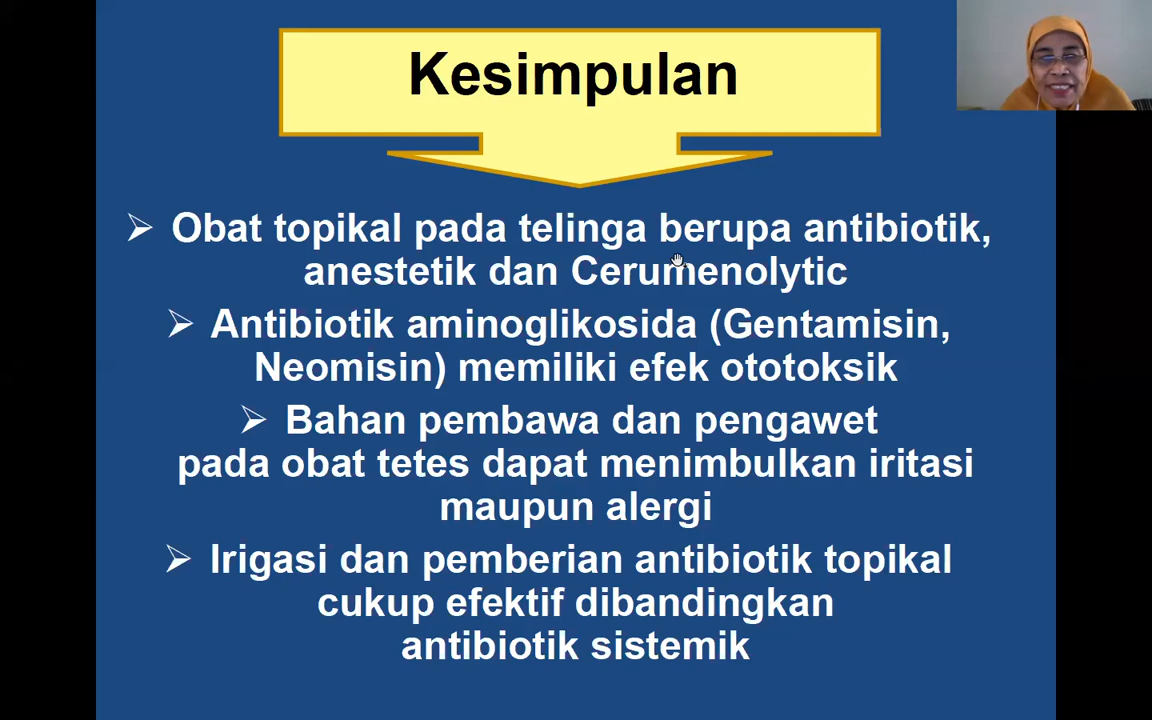 Kesimpulan
➢ Obat topikal pada telinga berupa antibiotik,
anestetik dan Cerumenolytic
➢ Antibiotik aminoglikosida (Gentamisin,
Neomisin) memiliki efek ototoksik
➢ Bahan pembawa dan pengawet
pada obat tetes dapat menimbulkan iritasi
maupun alergi
➢ Irigasi dan pemberian antibiotik topikal
cukup efektif dibandingkan
antibiotik sistemik